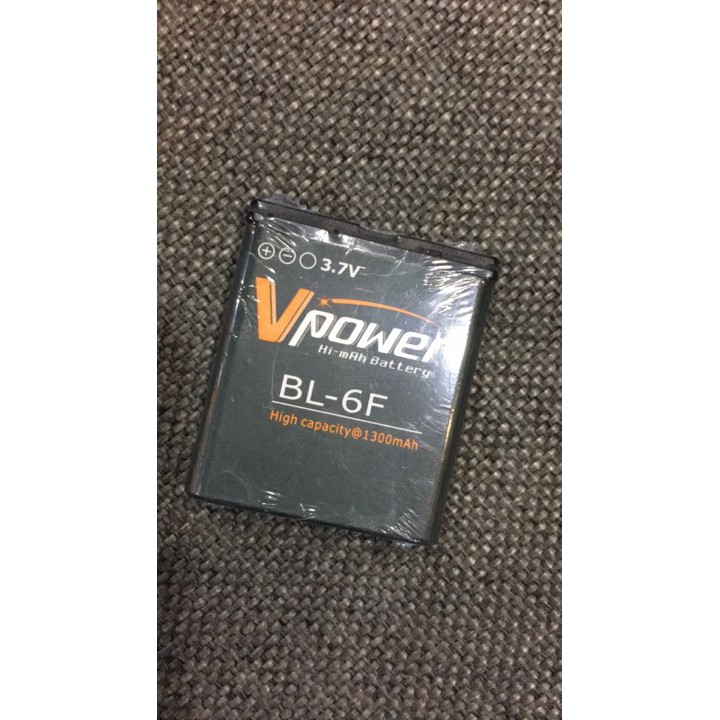 + - 3.7V
Vpower
Hi-mAh Battery
BL-6F
High capacity@1300mAh